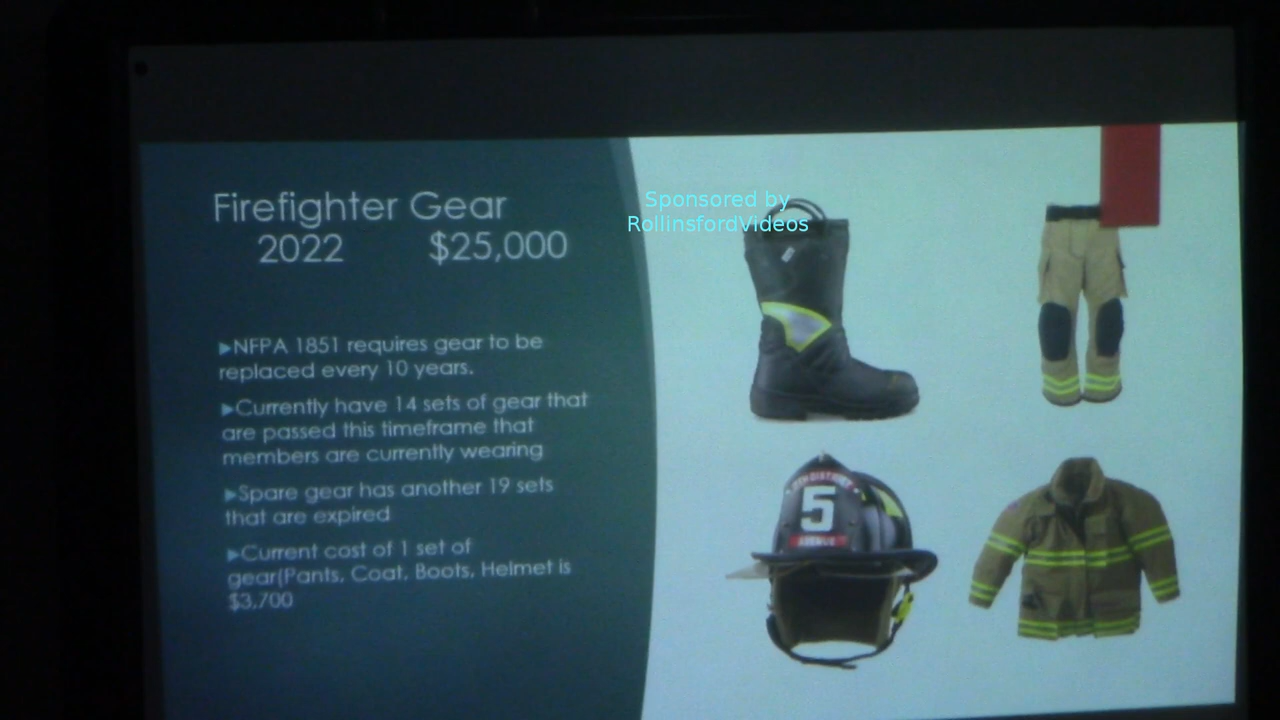 Firefighter Gear
2022 $25,000
▶NFPA 1851 requires gear to be
replaced every 10 years.
▶Currently have 14 sets of gear that
are passed this timeframe that
members are currently wearing
▶Spare gear has another 19 sets
that are expired
▶Current cost of 1 set of
gear(Pants, Coat, Boots, Helmet is
$3,700
Sponsored by
RollinsfordVideos
5
AVENUE